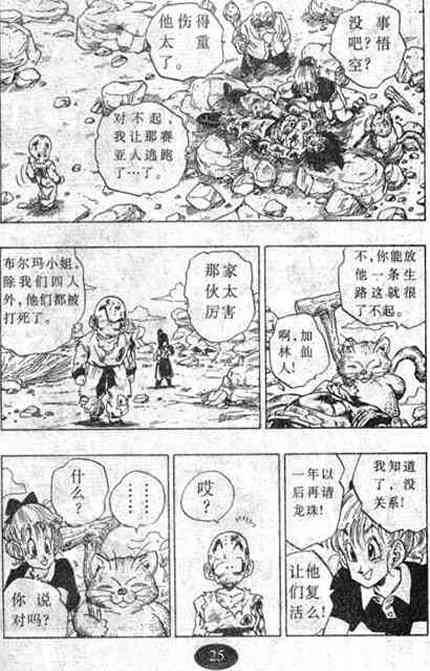 没事
吧?悟
空?
他伤得
太重
了。
对不起,
我让那赛
亚人逃跑
了…了。
不,你能放
他一条生
路这就很
了不起。
啊,加
林仙
人!
那家
伙太
厉害
布尔玛小姐,
除我们四人
外,他们都被
打死了。
我知道
了,没
关系!
一年以
后再请
龙珠!
让他
们复
活么!
哎
?
……
什么
?
你说
对吗?
25